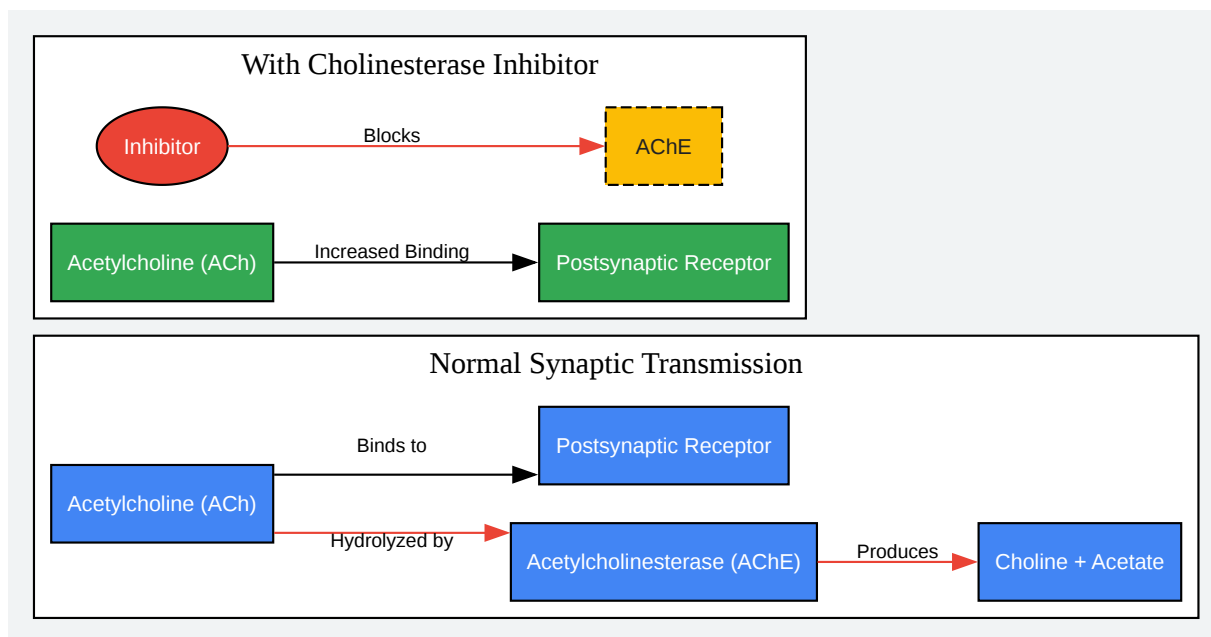 With Cholinesterase Inhibitor
Inhibitor
Blocks
AChE
Acetylcholine (ACh)
Increased Binding
Postsynaptic Receptor
Normal Synaptic Transmission
Acetylcholine (ACh)
Binds to
Postsynaptic Receptor
Hydrolyzed by
Acetylcholinesterase (AChE)
Produces
Choline + Acetate